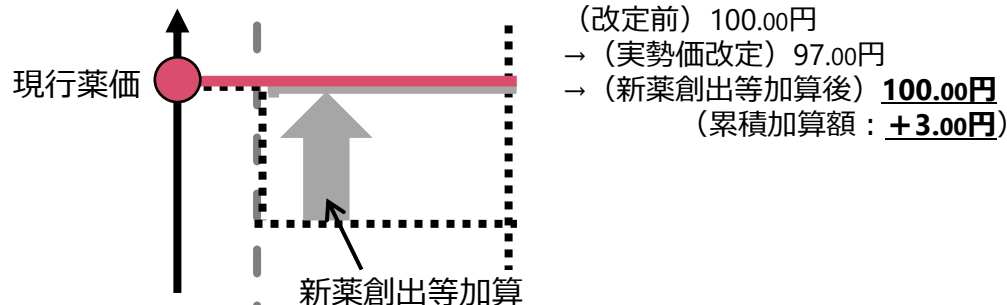 現行薬価
新薬創出等加算
（改定前）100.00円
→（実勢価改定）97.00円
→（新薬創出等加算後）100.00円
（累積加算額：＋3.00円）